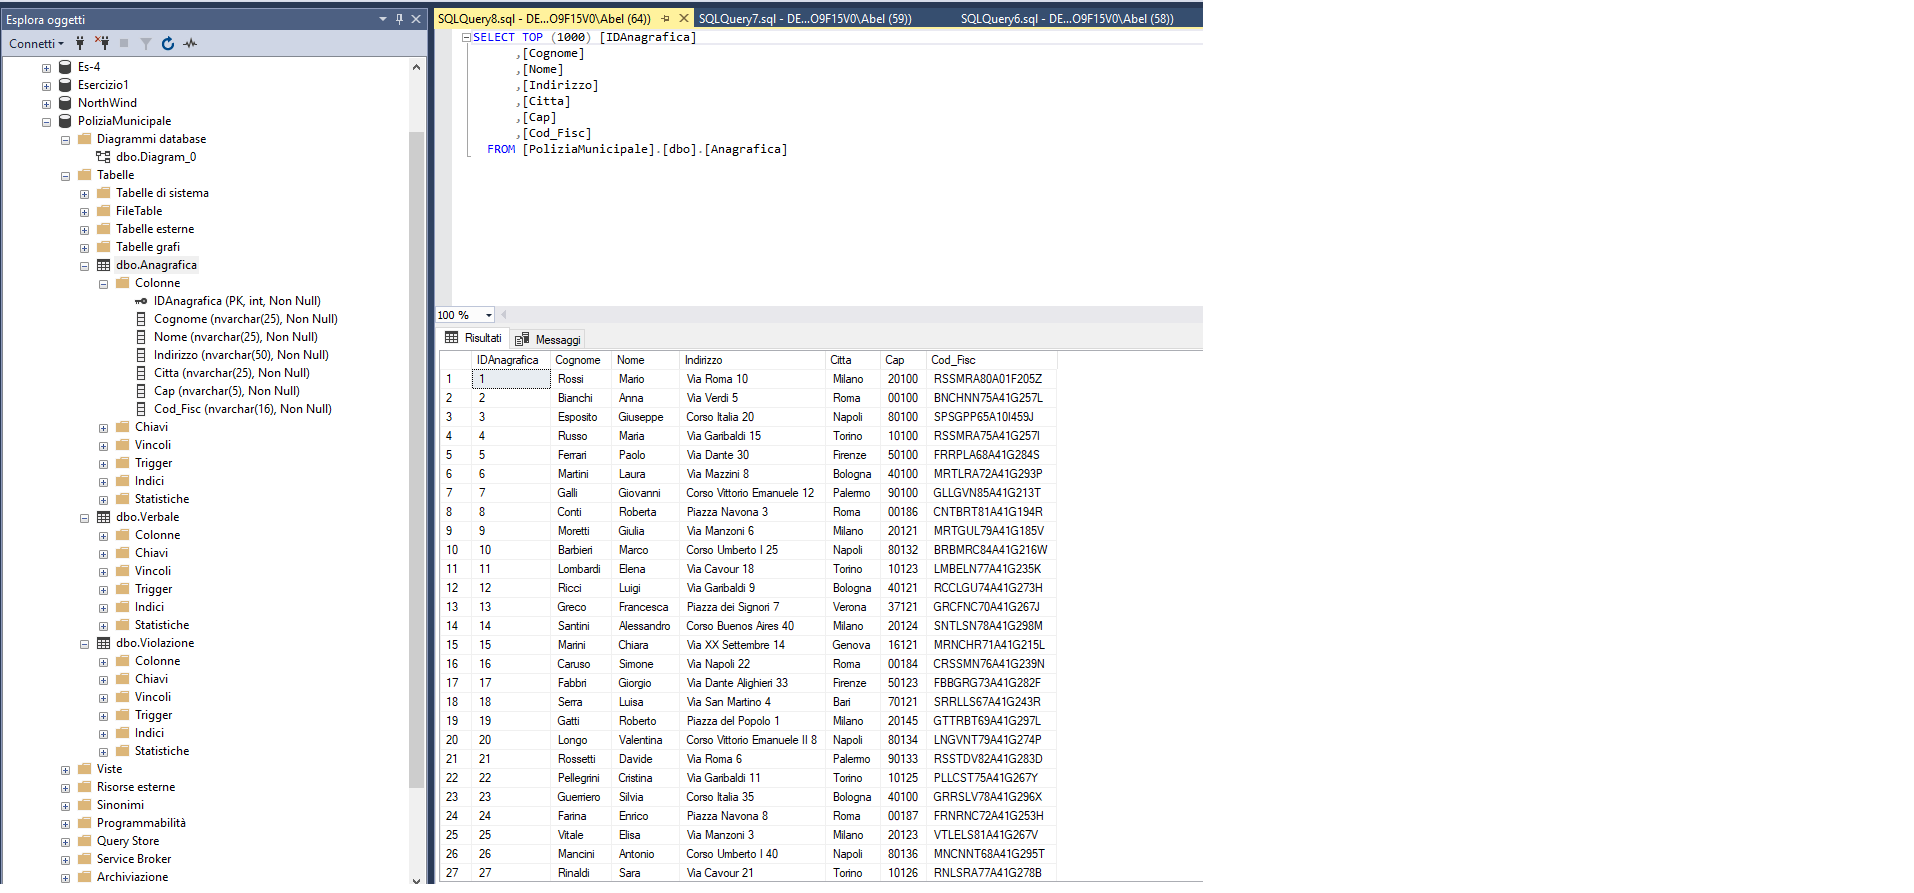 Esplora oggetti
Connetti
Es-4
Esercizio1
NorthWind
PoliziaMunicipale
Diagrammi database
dbo.Diagram_0
Tabelle
Tabelle di sistema
FileTable
Tabelle esterne
Tabelle grafi
dbo.Anagrafica
Colonne
IDAnagrafica (PK, int, Non Null)
Cognome (nvarchar(25), Non Null)
Nome (nvarchar(25), Non Null)
Indirizzo (nvarchar(50), Non Null)
Citta (nvarchar(25), Non Null)
Cap (nvarchar(5), Non Null)
Cod_Fisc (nvarchar(16), Non Null)
Chiavi
Vincoli
Trigger
Indici
Statistiche
dbo.Verbale
Colonne
Chiavi
Vincoli
Trigger
Indici
Statistiche
dbo.Violazione
Colonne
Chiavi
Vincoli
Trigger
Indici
Statistiche
Viste
Risorse esterne
Sinonimi
Programmabilità
Query Store
Service Broker
Archiviazione
SQLQuery8.sql - DE...O9F15V0\Abel (64)) SQLQuery7.sql - DE...O9F15V0\Abel (59)) SQLQuery6.sql - DE...O9F15V0\Abel (58))
SELECT TOP (1000) [IDAnagrafica]
,[Cognome]
,[Nome]
,[Indirizzo]
,[Citta]
,[Cap]
,[Cod_Fisc]
FROM [PoliziaMunicipale].[dbo].[Anagrafica]
100 %
Risultati Messaggi
IDAnagrafica Cognome Nome Indirizzo Citta Cap Cod_Fisc
1 1 Rossi Mario Via Roma 10 Milano 20100 RSSMRA80A01F205Z
2 2 Bianchi Anna Via Verdi 5 Roma 00100 BNCHNN75A41G257L
3 3 Esposito Giuseppe Corso Italia 20 Napoli 80100 SPSGPP65A10I459J
4 4 Russo Maria Via Garibaldi 15 Torino 10100 RSSMRA75A41G257I
5 5 Ferrari Paolo Via Dante 30 Firenze 50100 FRRPLA68A41G284S
6 6 Martini Laura Via Mazzini 8 Bologna 40100 MRTLRA72A41G293P
7 7 Galli Giovanni Corso Vittorio Emanuele 12 Palermo 90100 GLLGVN85A41G213T
8 8 Conti Roberta Piazza Navona 3 Roma 00186 CNTBRT81A41G194R
9 9 Moretti Giulia Via Manzoni 6 Milano 20121 MRTGUL79A41G185V
10 10 Barbieri Marco Corso Umberto I 25 Napoli 80132 BRBMRC84A41G216W
11 11 Lombardi Elena Via Cavour 18 Torino 10123 LMBELN77A41G235K
12 12 Ricci Luigi Via Garibaldi 9 Bologna 40121 RCCLGU74A41G273H
13 13 Greco Francesca Piazza dei Signori 7 Verona 37121 GRCFNC70A41G267J
14 14 Santini Alessandro Corso Buenos Aires 40 Milano 20124 SNTLSN78A41G298M
15 15 Marini Chiara Via XX Settembre 14 Genova 16121 MRNCHR71A41G215L
16 16 Caruso Simone Via Napoli 22 Roma 00184 CRSSMN76A41G239N
17 17 Fabbri Giorgio Via Dante Alighieri 33 Firenze 50123 FBBGRG73A41G282F
18 18 Serra Luisa Via San Martino 4 Bari 70121 SRRLLS67A41G243R
19 19 Gatti Roberto Piazza del Popolo 1 Milano 20145 GTTRBT69A41G297L
20 20 Longo Valentina Corso Vittorio Emanuele II 8 Napoli 80134 LNGVNT79A41G274P
21 21 Rossetti Davide Via Roma 6 Palermo 90133 RSSTDV82A41G283D
22 22 Pellegrini Cristina Via Garibaldi 11 Torino 10125 PLLCST75A41G267Y
23 23 Guerriero Silvia Corso Italia 35 Bologna 40100 GRRSLV78A41G296X
24 24 Farina Enrico Piazza Navona 8 Roma 00187 FRNRNC72A41G253H
25 25 Vitale Elisa Via Manzoni 3 Milano 20123 VTLELS81A41G267V
26 26 Mancini Antonio Corso Umberto I 40 Napoli 80136 MNCNNT68A41G295T
27 27 Rinaldi Sara Via Cavour 21 Torino 10126 RNLSRA77A41G278B